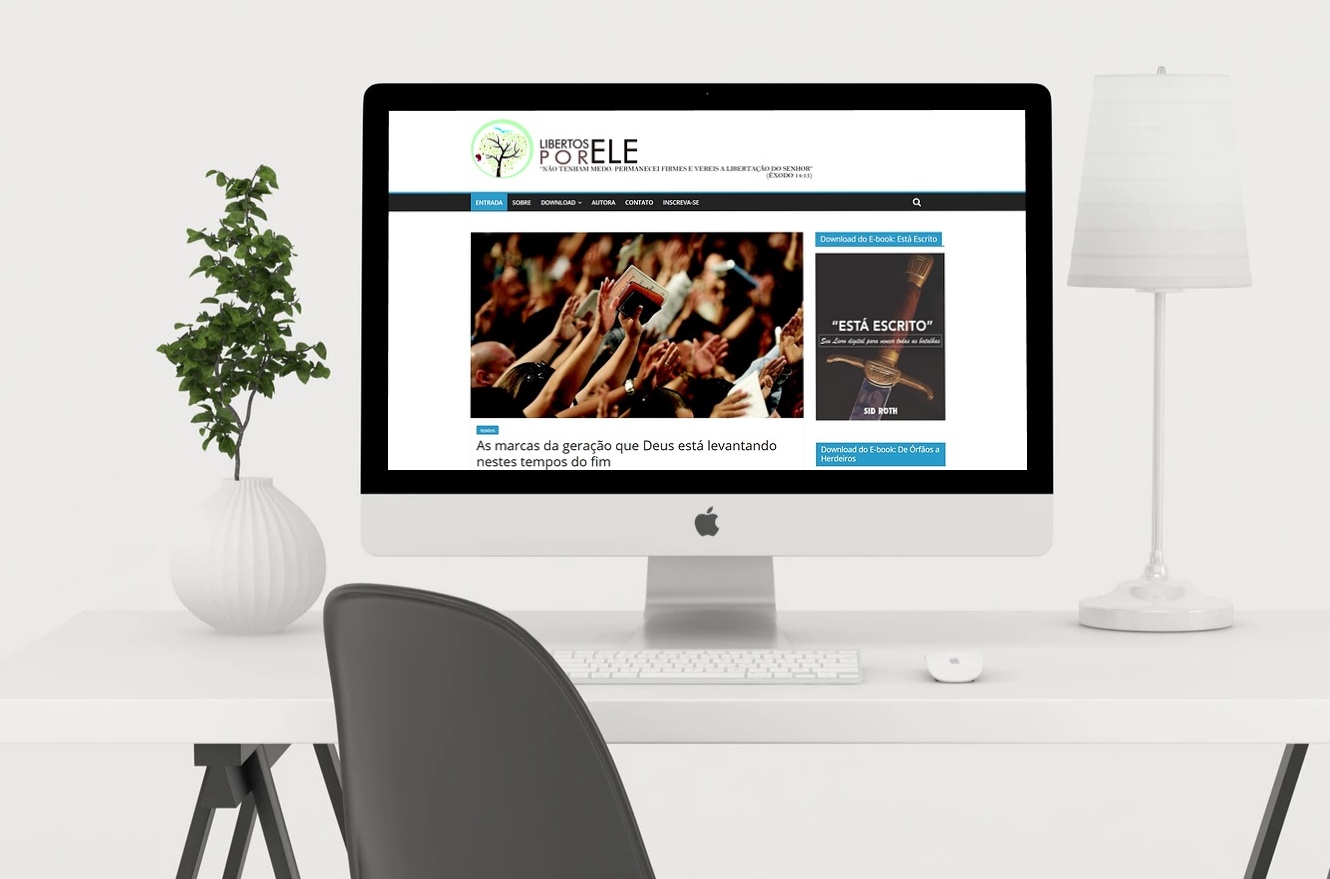 LIBERTOS
POR ELE
"NÃO TENHAM MEDO. PERMANECEI FIRMES E VEREIS A LIBERTAÇÃO DO SENHOR"
(ÊXODO 14:13)
ENTRADA SOBRE DOWNLOAD AUTORA CONTATO INSCREVA-SE
Download do E-book: Está Escrito
"ESTÁ ESCRITO"
Seu Livro digital para vencer todas as batalhas
SID ROTH
textos
As marcas da geração que Deus está levantando
nestes tempos do fim
Download do E-book: De Órfãos a
Herdeiros